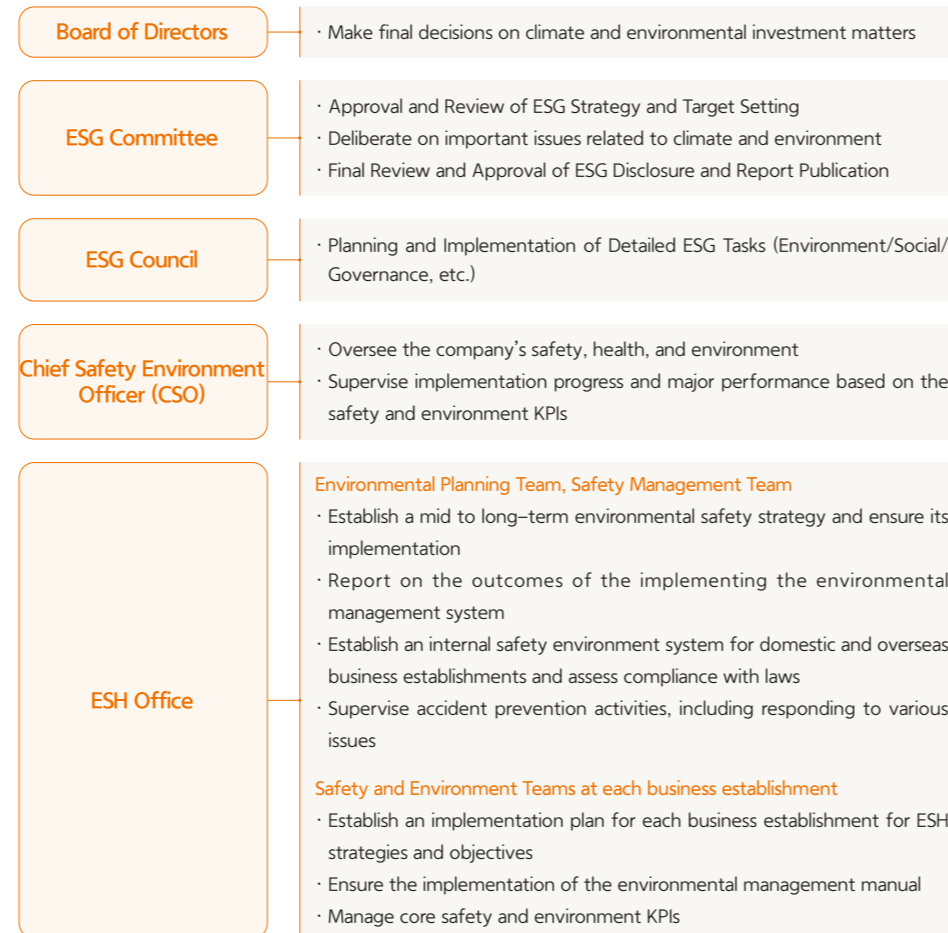 Board of Directors
· Make final decisions on climate and environmental investment matters
ESG Committee
· Approval and Review of ESG Strategy and Target Setting
· Deliberate on important issues related to climate and environment
· Final Review and Approval of ESG Disclosure and Report Publication
ESG Council
· Planning and Implementation of Detailed ESG Tasks (Environment/Social/
Governance, etc.)
Chief Safety Environment
Officer (CSO)
· Oversee the company's safety, health, and environment
· Supervise implementation progress and major performance based on the
safety and environment KPIs
ESH Office
Environmental Planning Team, Safety Management Team
· Establish a mid to long-term environmental safety strategy and ensure its
implementation
· Report on the outcomes of the implementing the environmental
management system
· Establish an internal safety environment system for domestic and overseas
business establishments and assess compliance with laws
· Supervise accident prevention activities, including responding to various
issues
Safety and Environment Teams at each business establishment
· Establish an implementation plan for each business establishment for ESH
strategies and objectives
· Ensure the implementation of the environmental management manual
· Manage core safety and environment KPIs